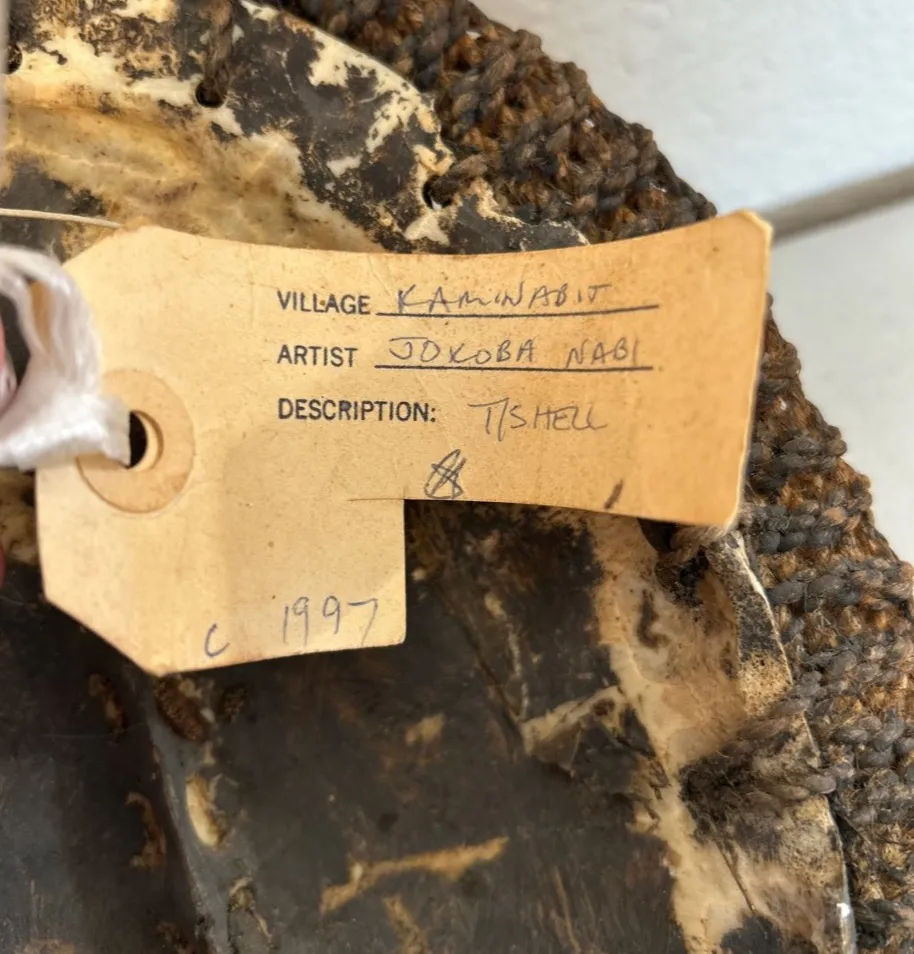 VILLAGE KAMINABIT
ARTIST JOKOBA NABI
DESCRIPTION: T/SHELL
C 1997